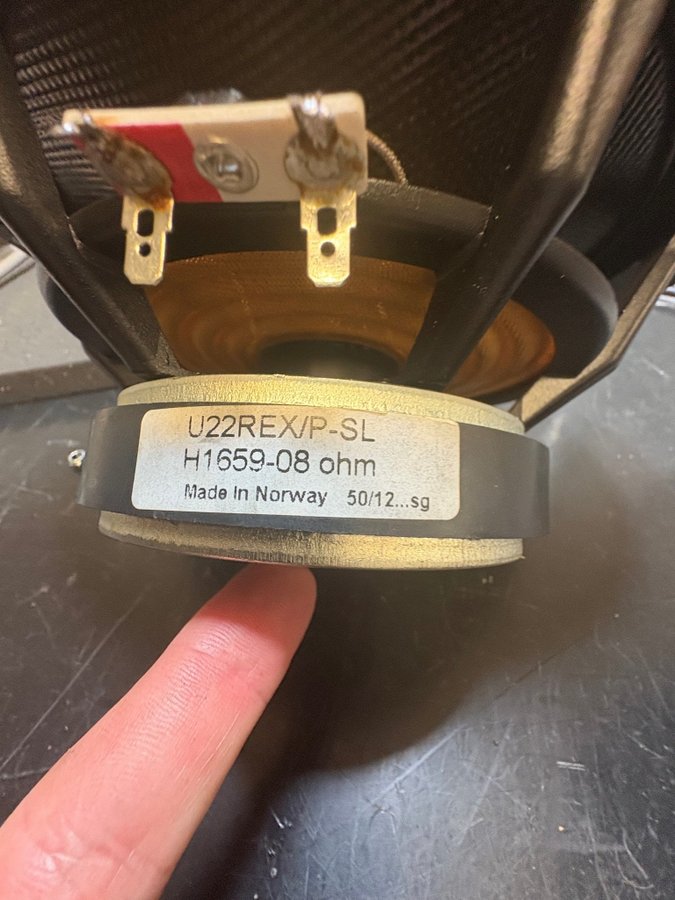 U22REX/P-SL
H1659-08 ohm
Made In Norway 50/12...sg